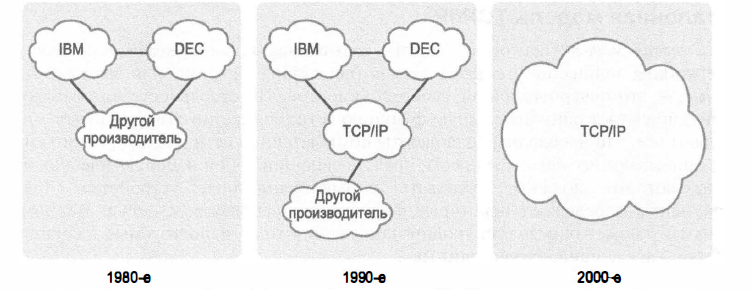 IBM
DEC
Другой
производитель
IBM
DEC
TCP/IP
Другой
производитель
TCP/IP
1980-е
1990-е
2000-е